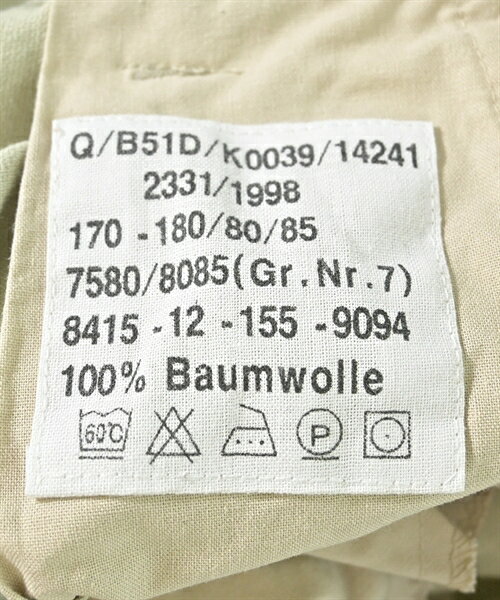 Q/B51D/K0039/14241
2331/1998
170 - 180/80/85
7580/8085(Gr.Nr.7)
8415 - 12 - 155 - 9094
100% Baumwolle
60°C P